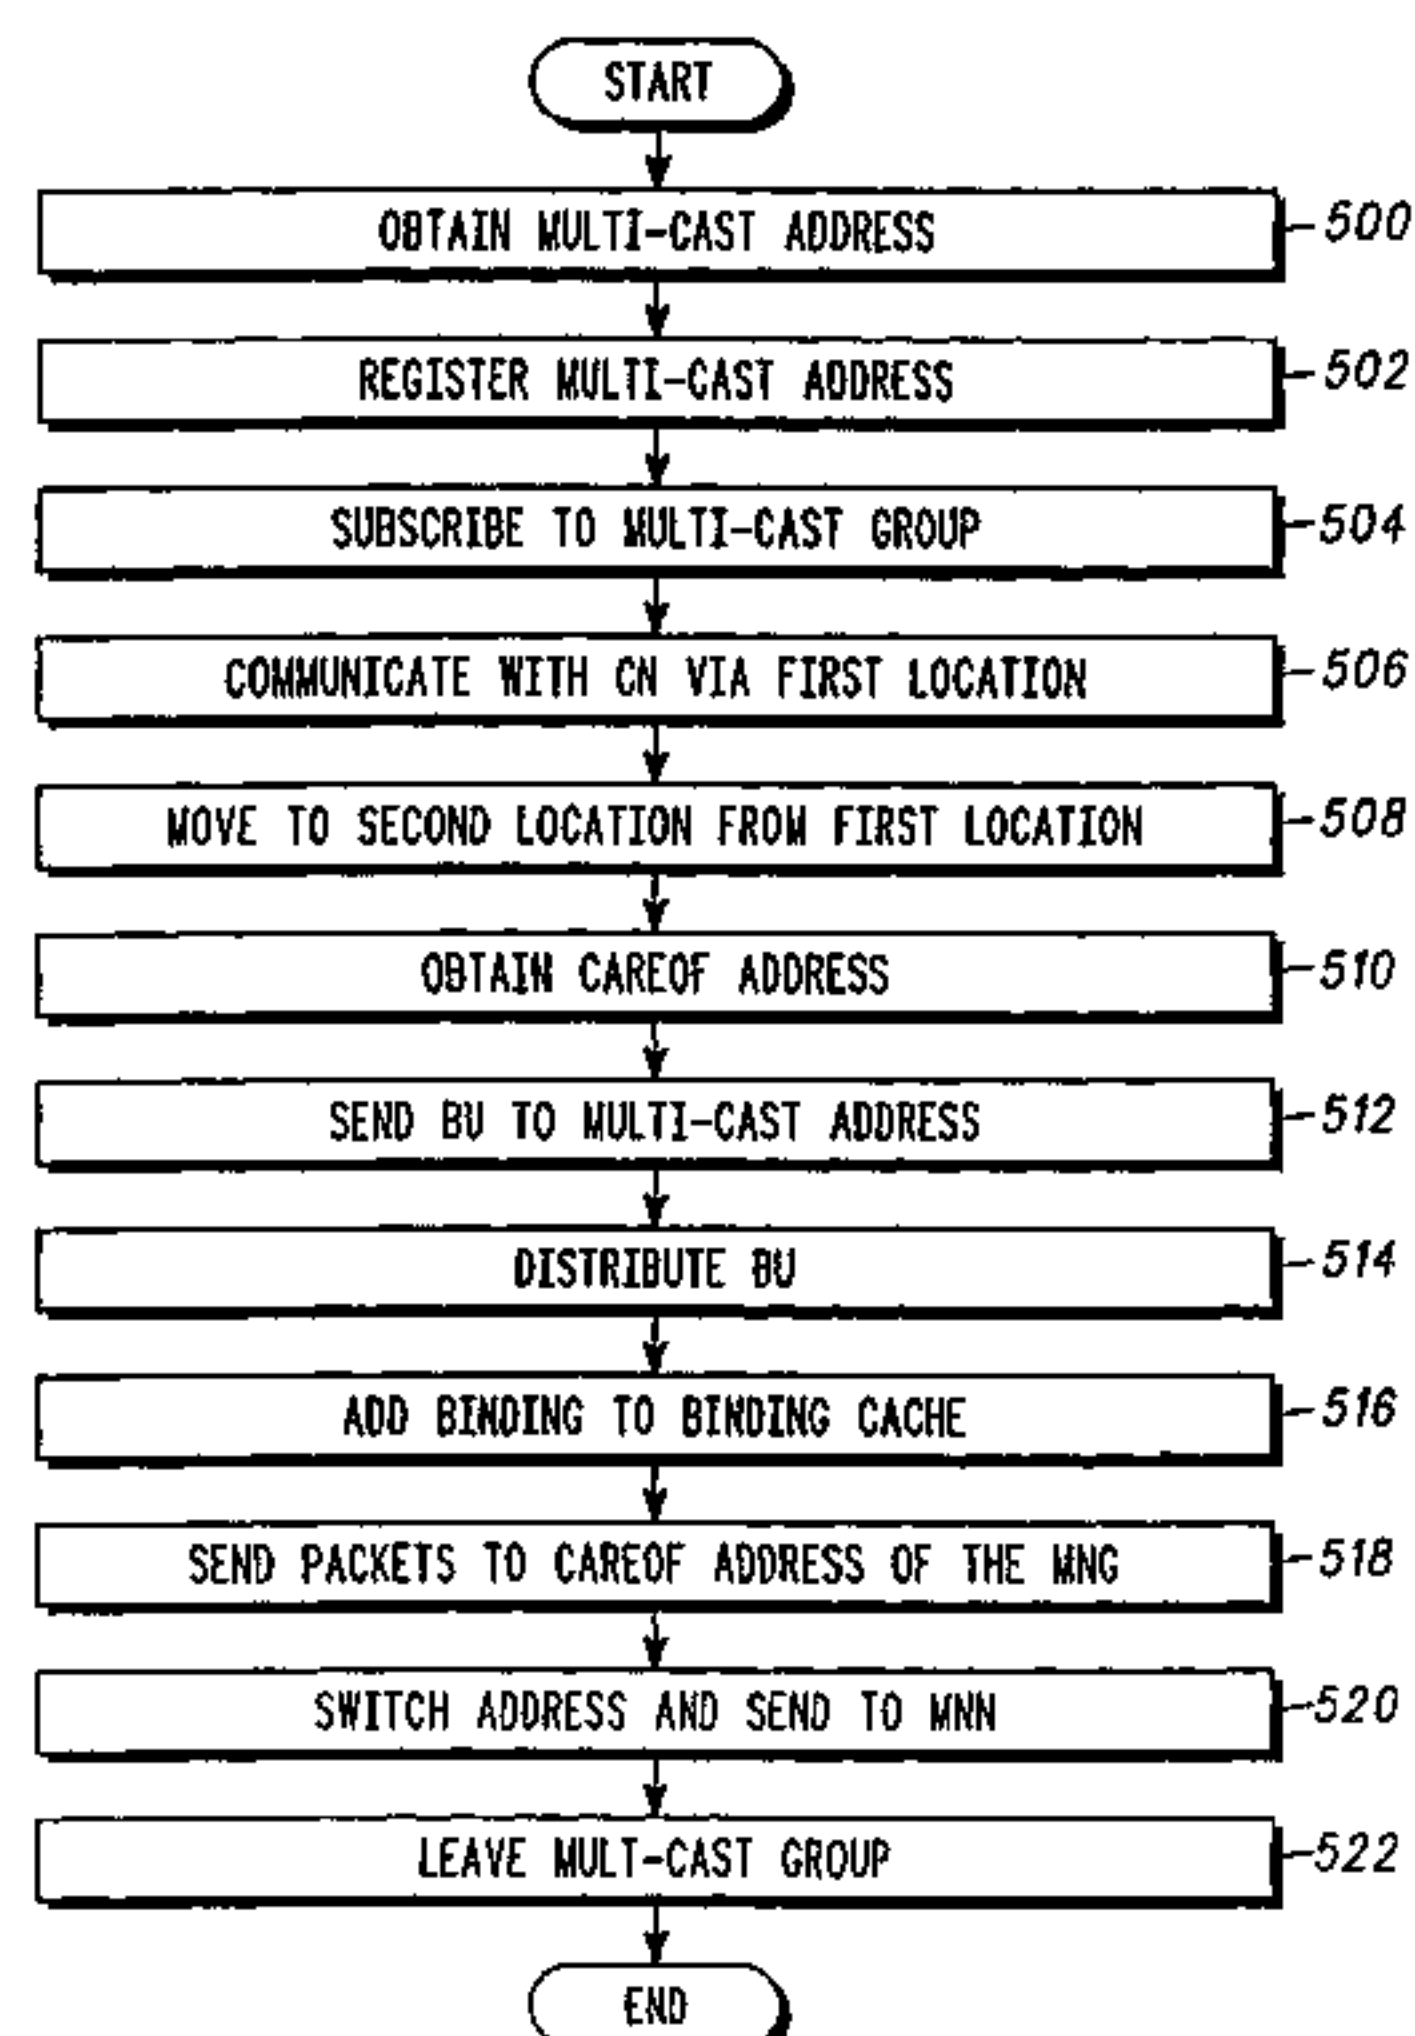 START
OBTAIN MULTI-CAST ADDRESS
500
REGISTER MULTI-CAST ADDRESS
502
SUBSCRIBE TO MULTI-CAST GROUP
504
COMMUNICATE WITH CN VIA FIRST LOCATION
506
MOVE TO SECOND LOCATION FROM FIRST LOCATION
508
OBTAIN CAREOF ADDRESS
510
SEND BU TO MULTI-CAST ADDRESS
512
DISTRIBUTE BU
514
ADD BINDING TO BINDING CACHE
516
SEND PACKETS TO CAREOF ADDRESS OF THE MNG
518
SWITCH ADDRESS AND SEND TO MNN
520
LEAVE MULT-CAST GROUP
522
END